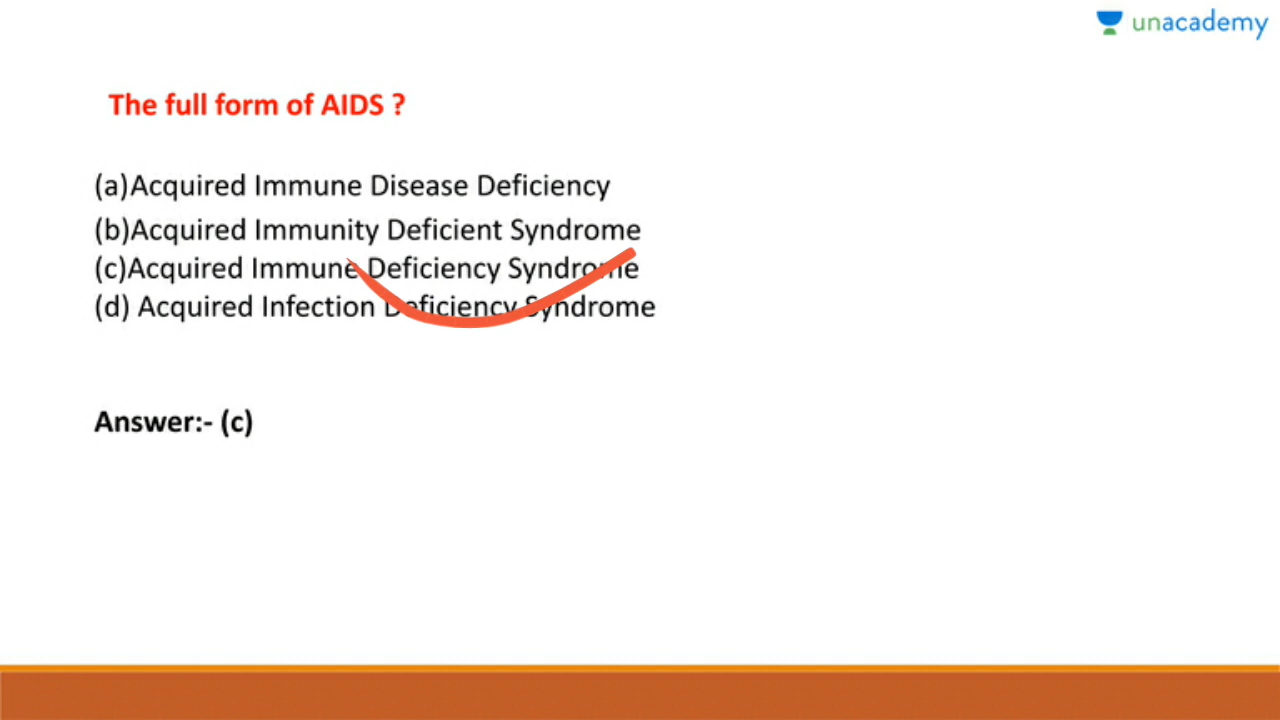 unacademy
The full form of AIDS ?
(a)Acquired Immune Disease Deficiency
(b)Acquired Immunity Deficient Syndrome
(c)Acquired Immune Deficiency Syndrome
(d) Acquired Infection Deficiency Syndrome
Answer:- (c)